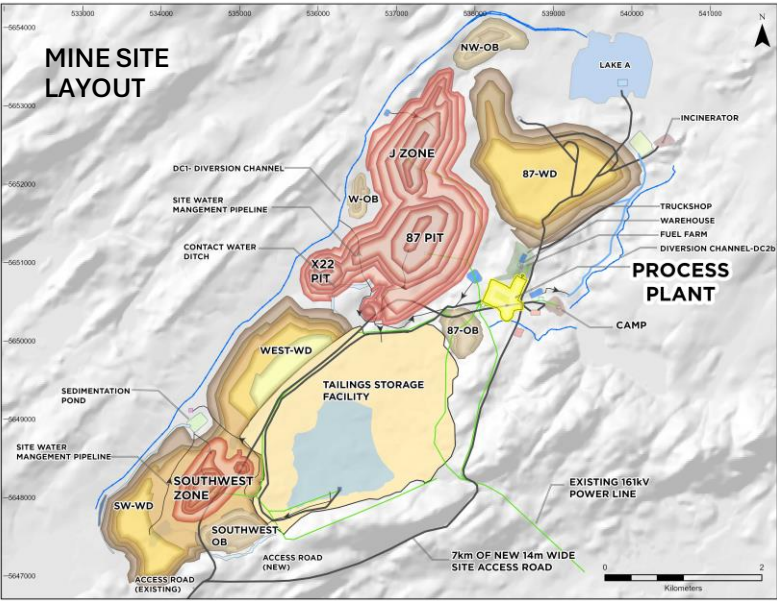 533000 534000 535000 536000 537000 538000 539000 540000 541000
5654000
MINE SITE
LAYOUT
NW-OB
LAKE A
N
5653000
INCINERATOR
J ZONE
DC1- DIVERSION CHANNEL
87-WD
5652000
SITE WATER
MANGEMENT PIPELINE
W-OB
TRUCKSHOP
WAREHOUSE
FUEL FARM
DIVERSION CHANNEL-DC2b
87 PIT
CONTACT WATER
DITCH
X22
PIT
5651000
PROCESS
PLANT
87-OB
CAMP
5650000
WEST-WD
TAILINGS STORAGE
FACILITY
SEDIMENTATION
POND
5649000
SITE WATER
MANGEMENT PIPELINE
SOUTHWEST
ZONE
EXISTING 161kV
POWER LINE
5648000
SW-WD
SOUTHWEST
OB
ACCESS ROAD
(NEW)
7km OF NEW 14m WIDE
SITE ACCESS ROAD
5647000
ACCESS ROAD
(EXISTING)
0 2
Kilometers